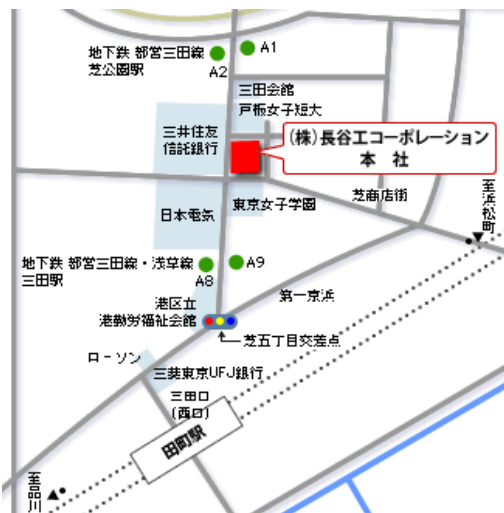 地下鉄 都営三田線
芝公園駅
A1
A2
三田会館
戸板女子短大
三井住友
信託銀行
(株)長谷工コーポレーション
本 社
日本電気
東京女子学園
芝商店街
至浜松町
地下鉄 都営三田線・浅草線
三田駅
A9
A8
港区立
港勤労福祉会館
第一京浜
芝五丁目交差点
ローソン
三菱東京UFJ銀行
三田口
(西口)
田町駅
至品川